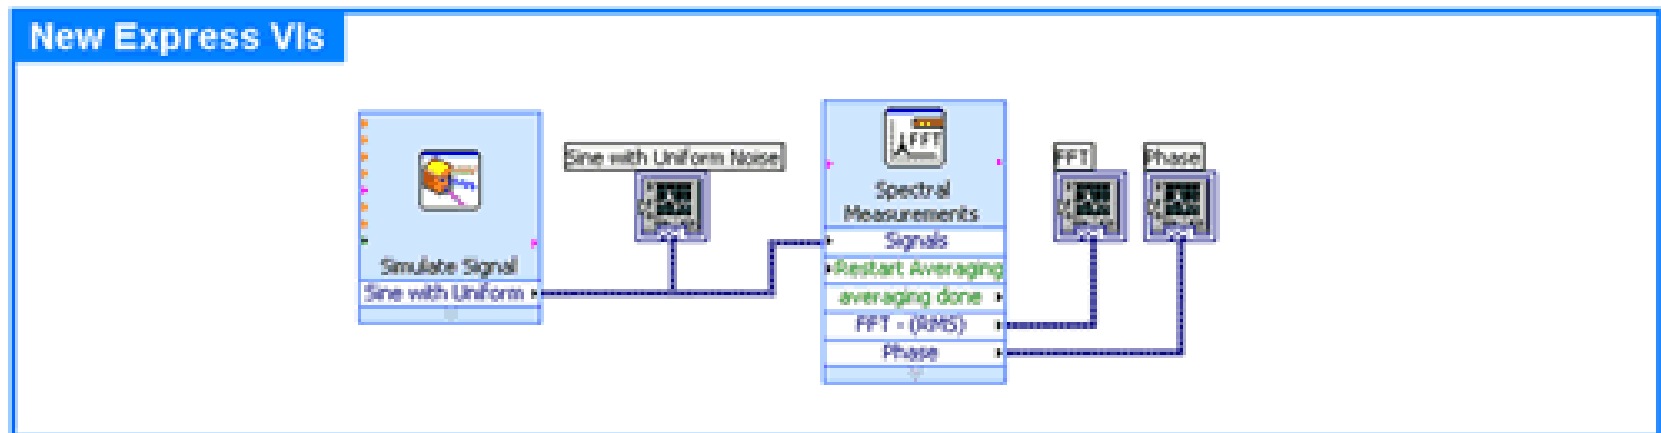 New Express VIs
Simulate Signal
Sine with Uniform
Sine with Uniform Noise
FFT
Spectral
Measurements
Signals
Restart Averaging
averaging done
FFT - (RMS)
Phase
FFT
Phase